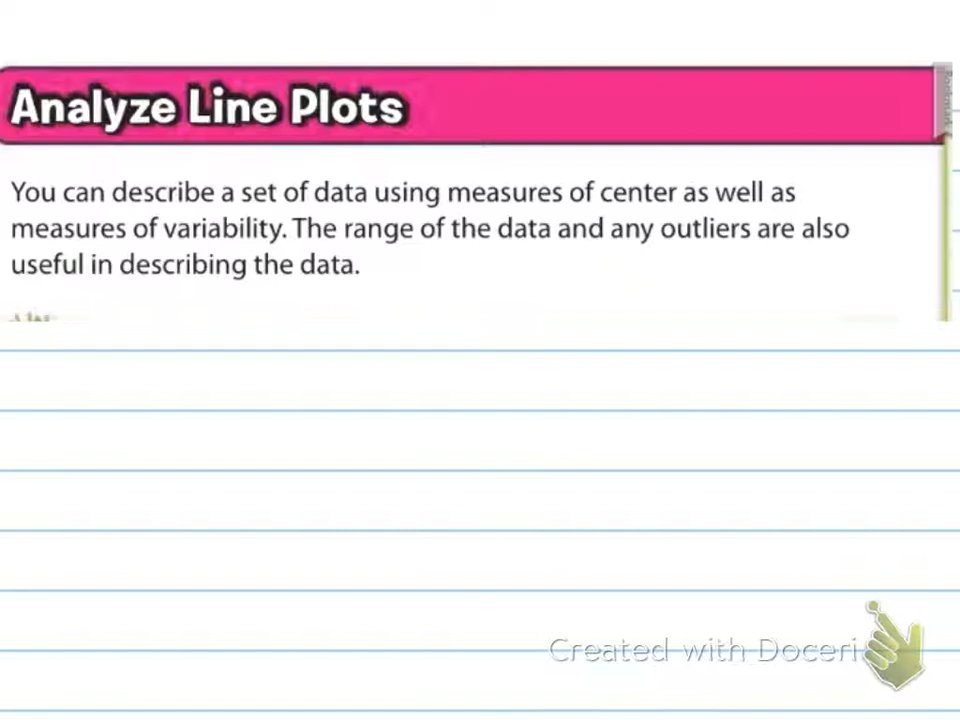 Analyze Line Plots
You can describe a set of data using measures of center as well as
measures of variability. The range of the data and any outliers are also
useful in describing the data.
Created with Doceri